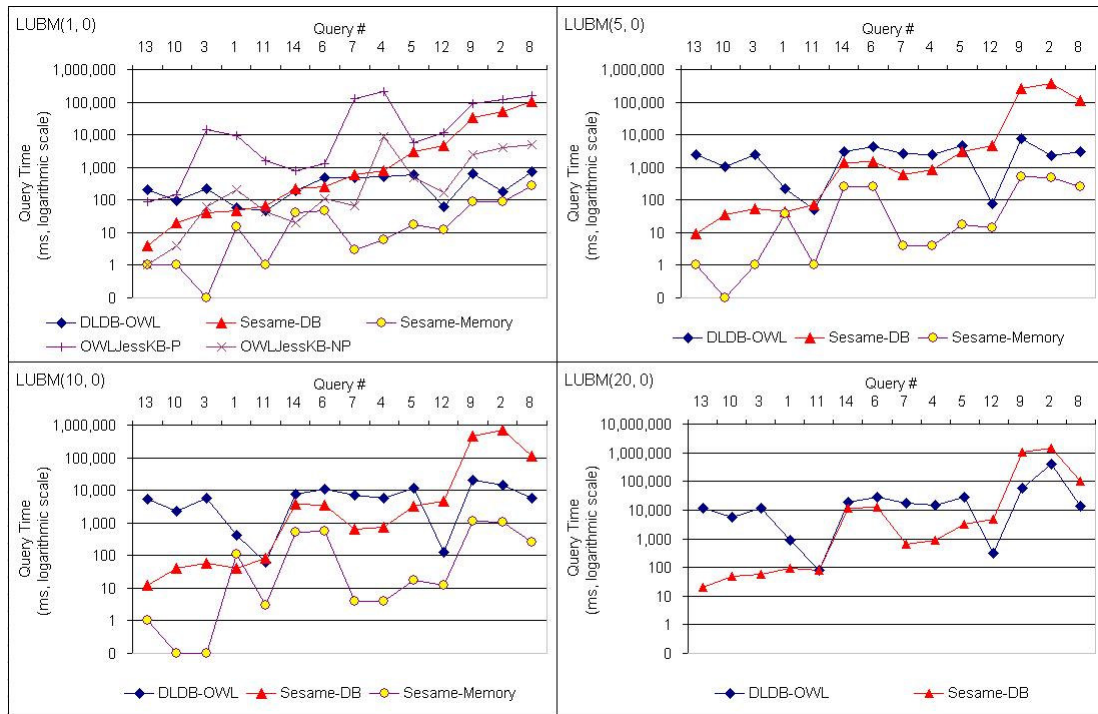 LUBM(1, 0)
Query #
13 10 3 1 11 14 6 7 4 5 12 9 2 8
1,000,000
100,000
10,000
1,000
100
10
1
0
Query Time
(ms, logarithmic scale)
DLDB-OWL
Sesame-DB
Sesame-Memory
OWLJessKB-P
OWLJessKB-NP
LUBM(5, 0)
Query #
13 10 3 1 11 14 6 7 4 5 12 9 2 8
1,000,000
100,000
10,000
1,000
100
10
1
0
Query Time
(ms, logarithmic scale)
DLDB-OWL
Sesame-DB
Sesame-Memory
LUBM(10, 0)
Query #
13 10 3 1 11 14 6 7 4 5 12 9 2 8
1,000,000
100,000
10,000
1,000
100
10
1
0
Query Time
(ms, logarithmic scale)
DLDB-OWL
Sesame-DB
Sesame-Memory
LUBM(20, 0)
Query #
13 10 3 1 11 14 6 7 4 5 12 9 2 8
10,000,000
1,000,000
100,000
10,000
1,000
100
10
1
0
Query Time
(ms, logarithmic scale)
DLDB-OWL
Sesame-DB